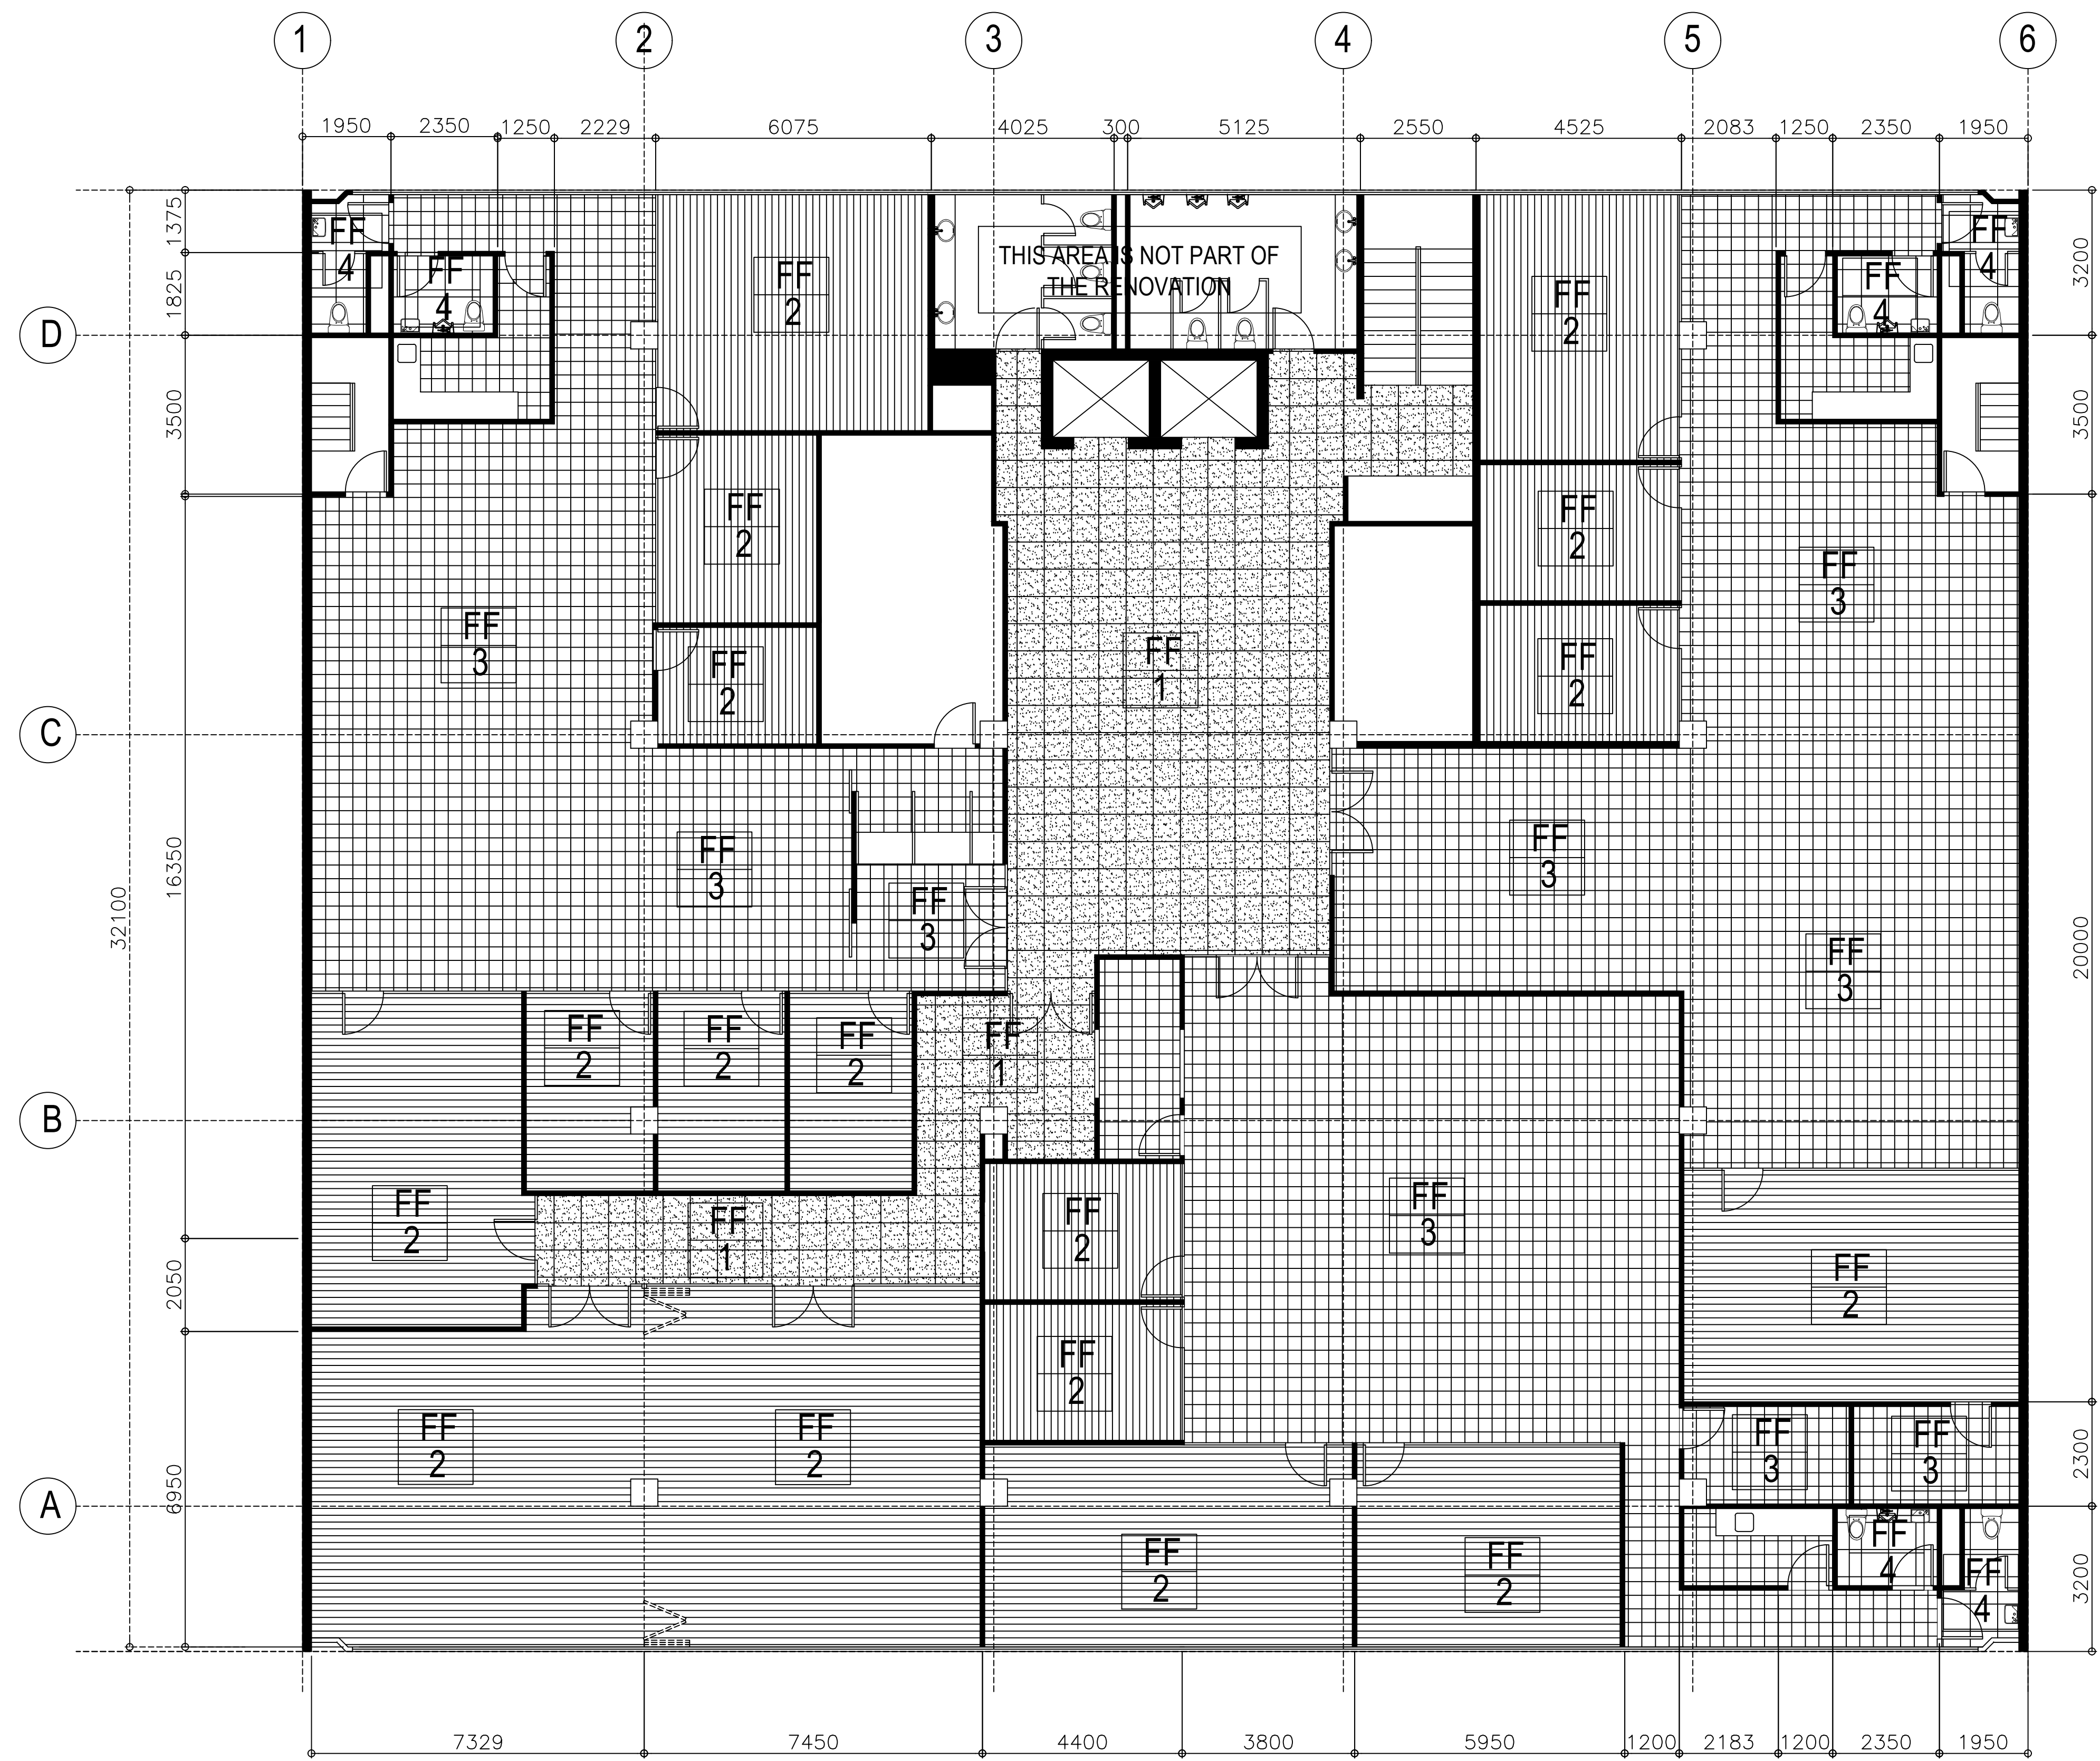 1 2 3 4 5 6
1950 2350 1250 2229 6075 4025 300 5125 2550 4525 2083 1250 2350 1950
1375
1825
3500
16350
2050
6950
32100
3200
3500
20000
2300
3200
D
C
B
A
THIS AREA IS NOT PART OF
THE RENOVATION
FF
4
FF
4
FF
2
FF
2
FF
4
FF
4
FF
2
FF
2
FF
3
FF
3
FF
2
FF
1
FF
2
FF
3
FF
3
FF
3
FF
3
FF
2
FF
2
FF
2
FF
1
FF
2
FF
1
FF
2
FF
3
FF
2
FF
2
FF
2
FF
2
FF
3
FF
3
FF
2
FF
2
FF
4
FF
4
7329 7450 4400 3800 5950 1200 2183 1200 2350 1950